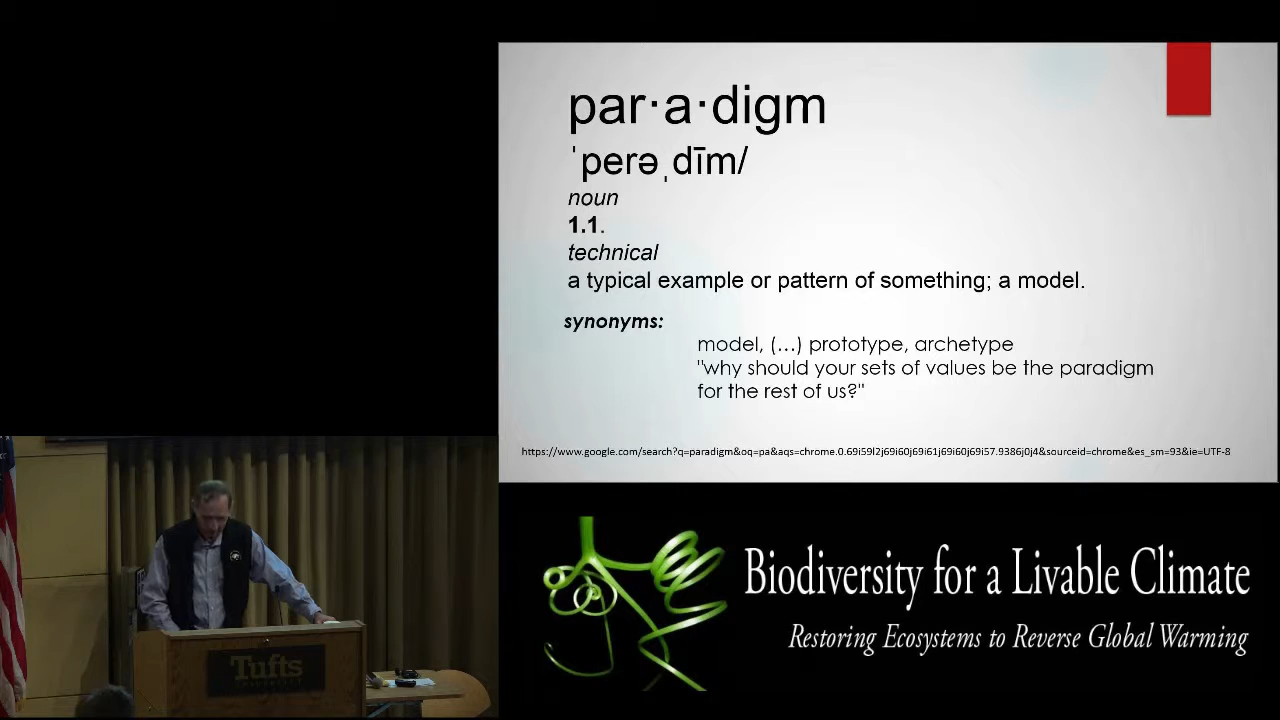 par·a·digm
ˈperəˌdīm/
noun
1.1.
technical
a typical example or pattern of something; a model.
synonyms:
model, (...) prototype, archetype
"why should your sets of values be the paradigm
for the rest of us?"
https://www.google.com/search?q=paradigm&oq=pa&aqs=chrome.0.69i59l2j69i60j69i61j69i60j69i57.9386j0j4&sourceid=chrome&es_sm=93&ie=UTF-8
Tufts
Biodiversity for a Livable Climate
Restoring Ecosystems to Reverse Global Warming